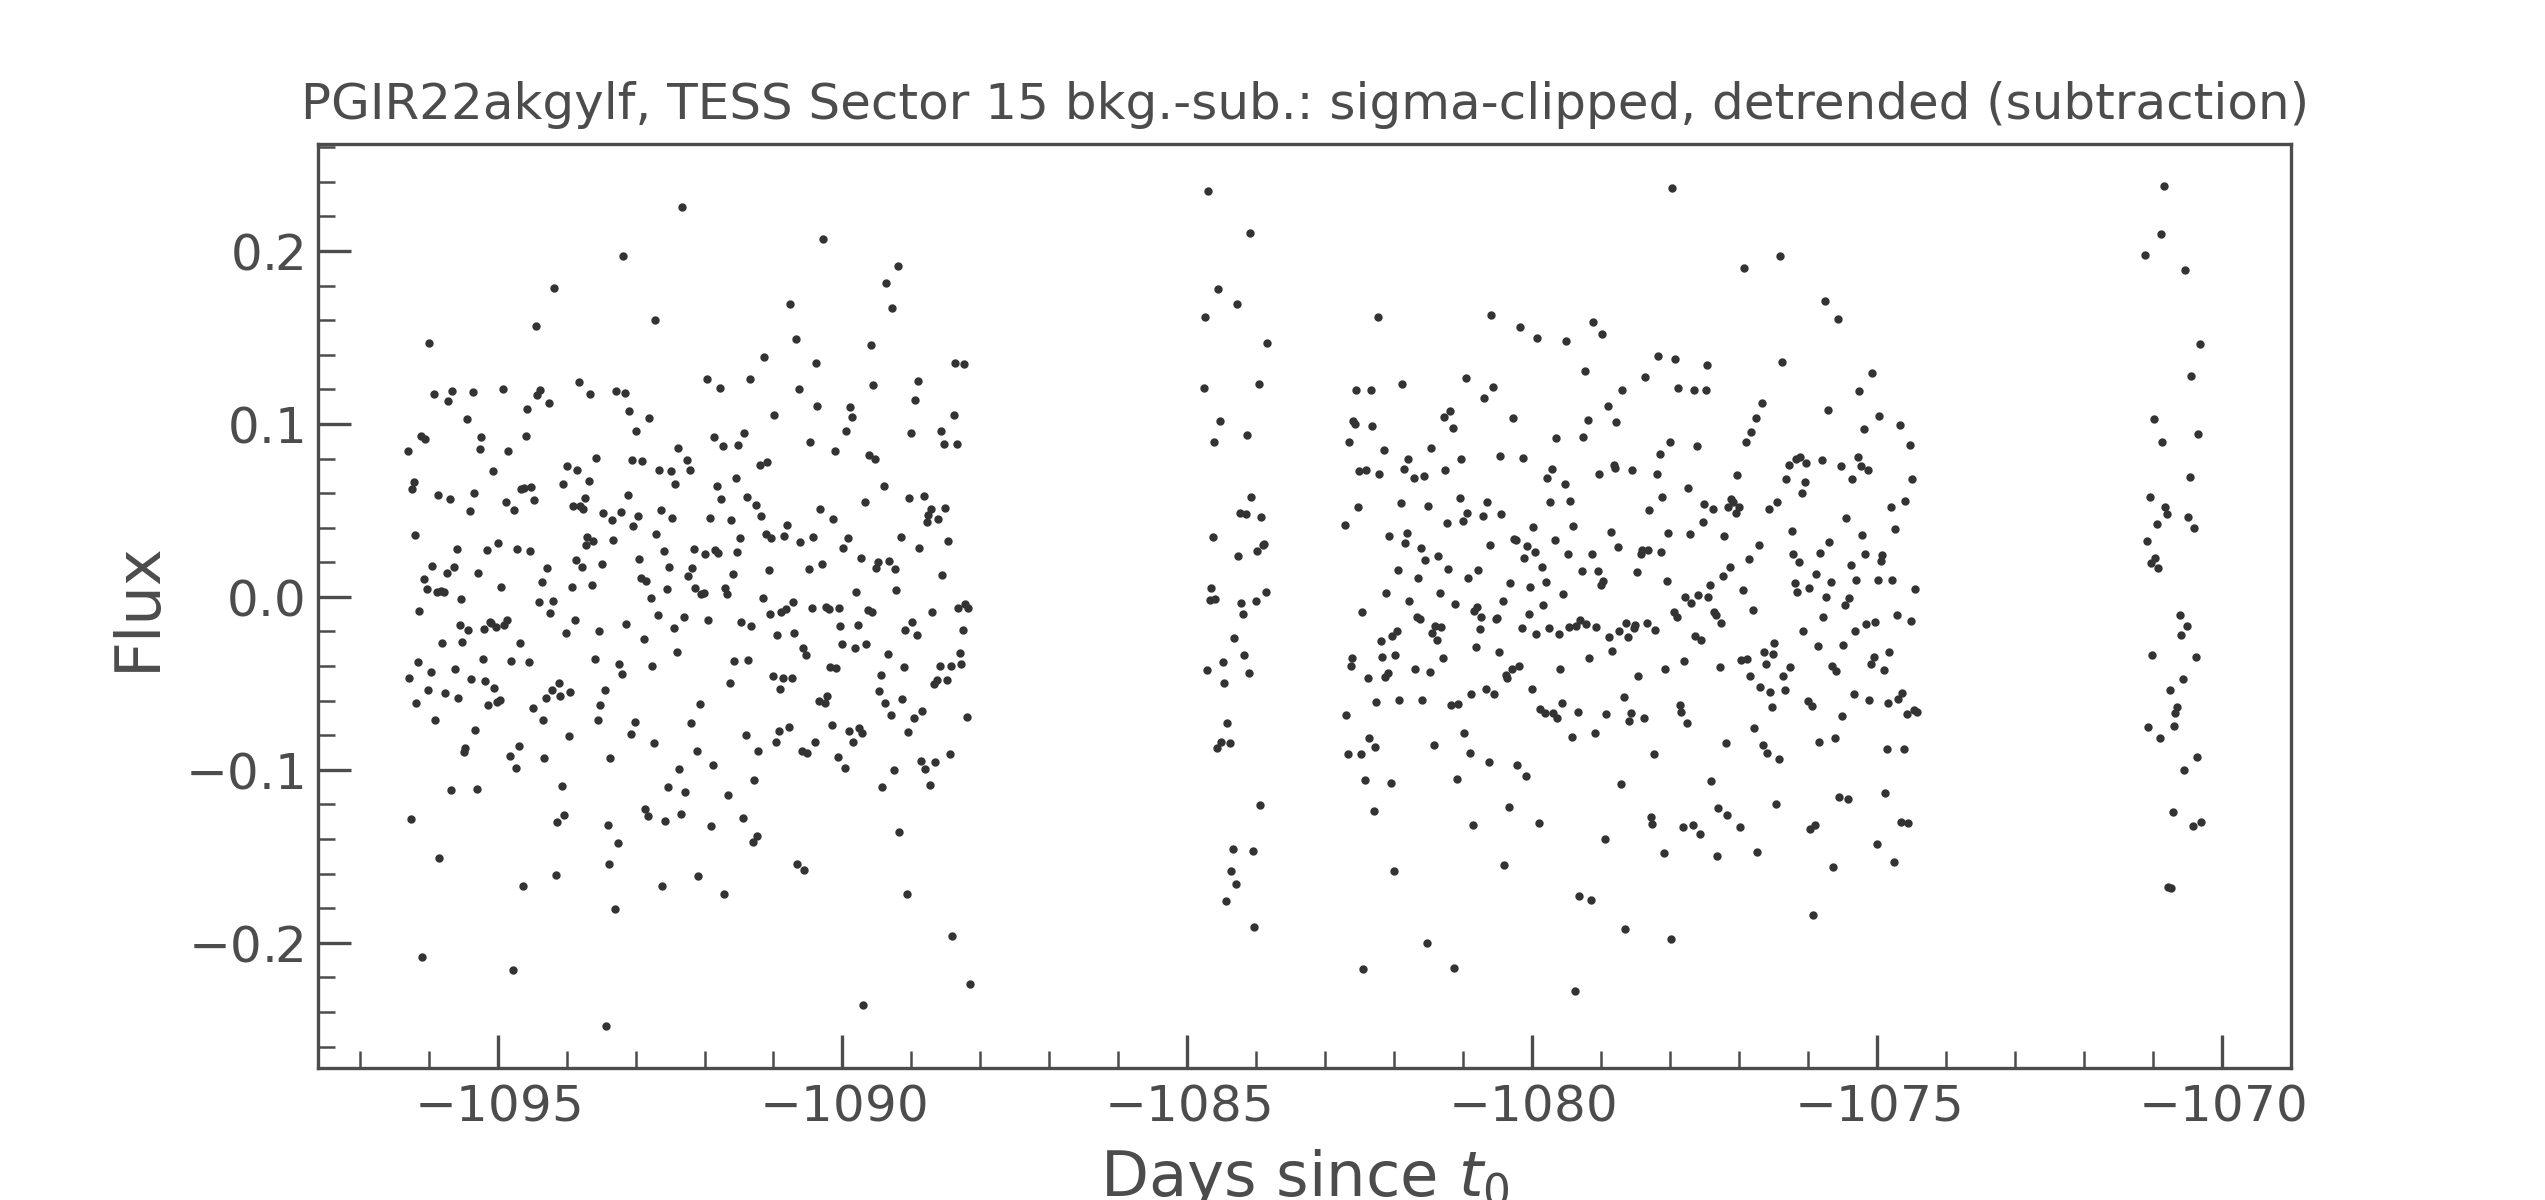 PGIR22akgylf, TESS Sector 15 bkg.-sub.: sigma-clipped, detrended (subtraction)
Flux
0.2
0.1
0.0
−0.1
−0.2
−1095 −1090 −1085 −1080 −1075 −1070
Days since t0